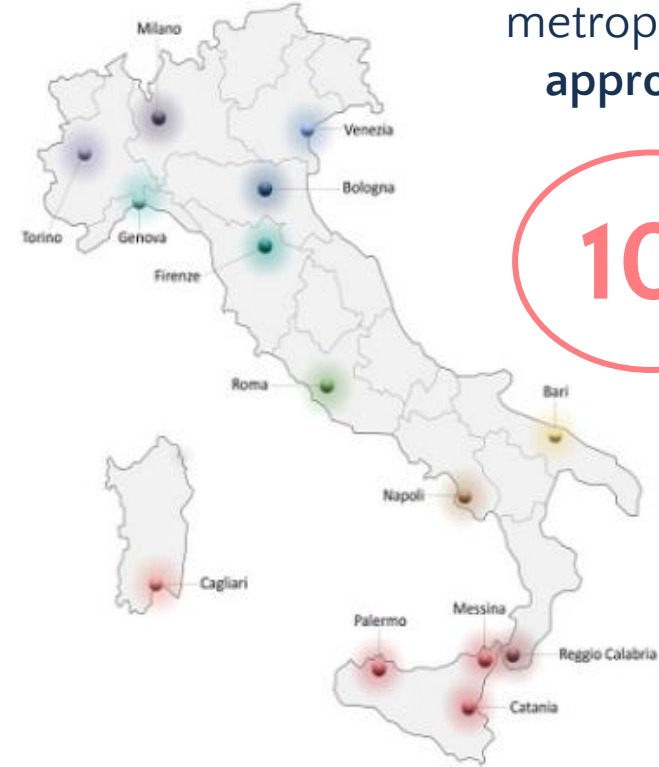 metrop
appro
10
Milano
Venezia
Bologna
Torino
Genova
Firenze
Roma
Bari
Napoli
Cagliari
Messina
Palermo
Reggio Calabria
Catania